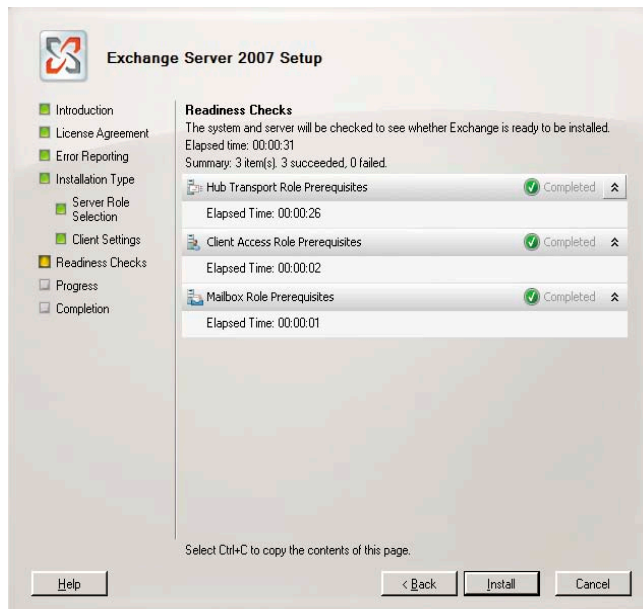 Exchange Server 2007 Setup
Introduction
License Agreement
Error Reporting
Installation Type
Server Role
Selection
Client Settings
Readiness Checks
Progress
Completion
Readiness Checks
The system and server will be checked to see whether Exchange is ready to be installed.
Elapsed time: 00:00:31
Summary: 3 item(s). 3 succeeded, 0 failed.
Hub Transport Role Prerequisites Completed
Elapsed Time: 00:00:26
Client Access Role Prerequisites Completed
Elapsed Time: 00:00:02
Mailbox Role Prerequisites Completed
Elapsed Time: 00:00:01
Select Ctrl+C to copy the contents of this page.
Help < Back Install Cancel